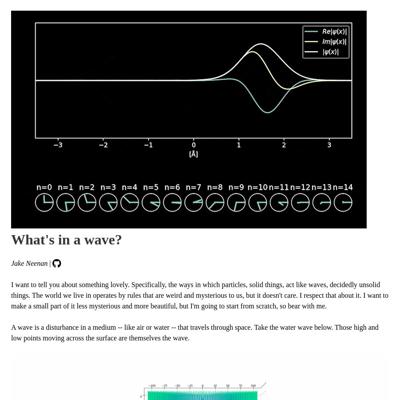 Re|ψ(x)|
Im|ψ(x)|
|ψ(x)|
−3 −2 −1 0 1 2 3
[Å]
n=0 n=1 n=2 n=3 n=4 n=5 n=6 n=7 n=8 n=9 n=10 n=11 n=12 n=13 n=14
What's in a wave?
Jake Neenan |
I want to tell you about something lovely. Specifically, the ways in which particles, solid things, act like waves, decidedly unsolid
things. The world we live in operates by rules that are weird and mysterious to us, but it doesn't care. I respect that about it. I want to
make a small part of it less mysterious and more beautiful, but I'm going to start from scratch, so bear with me.
A wave is a disturbance in a medium -- like air or water -- that travels through space. Take the water wave below. Those high and
low points moving across the surface are themselves the wave.